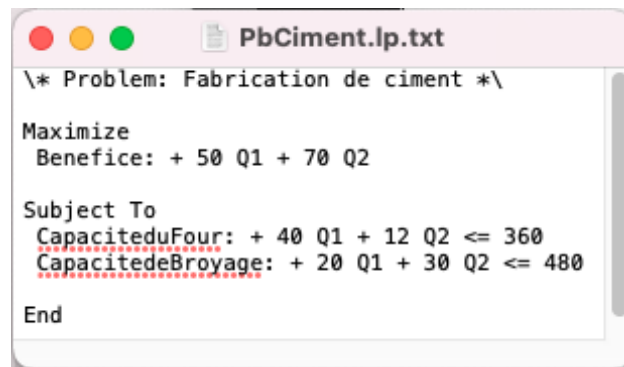 PbCiment.lp.txt
\* Problem: Fabrication de ciment *\
Maximize
Benefice: + 50 Q1 + 70 Q2
Subject To
CapaciteduFour: + 40 Q1 + 12 Q2 <= 360
CapacitedeBroyage: + 20 Q1 + 30 Q2 <= 480
End